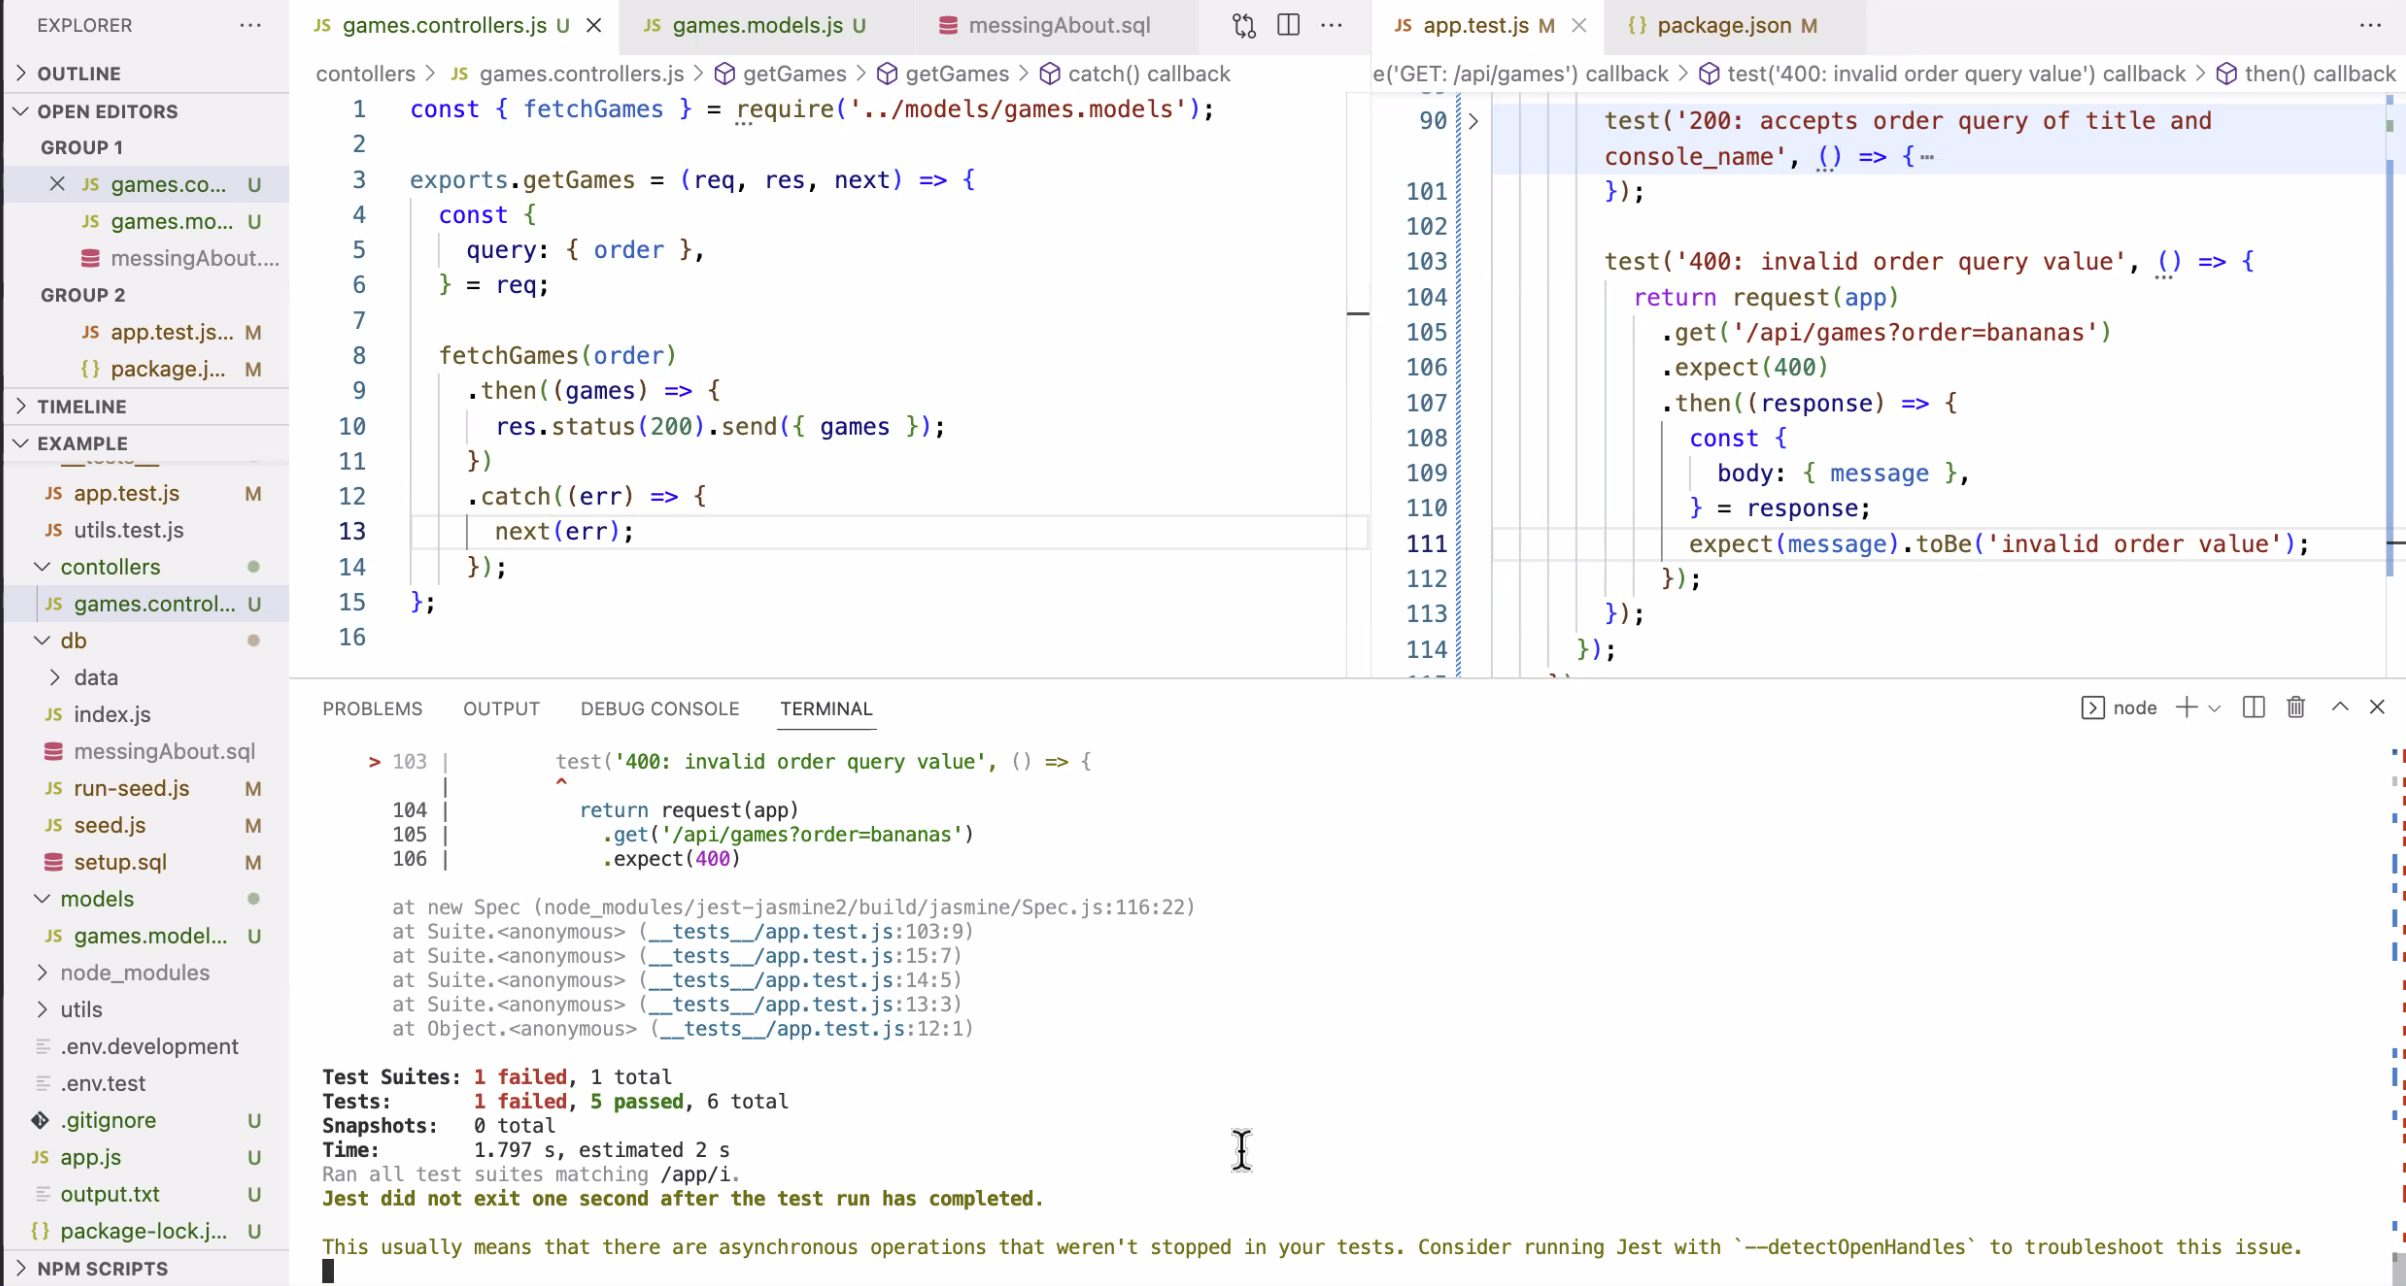 EXPLORER
OUTLINE
OPEN EDITORS
GROUP 1
JS games.co... U
JS games.mo... U
messingAbout....
GROUP 2
JS app.test.js... M
{} package.j... M
TIMELINE
EXAMPLE
JS app.test.js M
JS utils.test.js
contollers
JS games.control... U
db
data
JS index.js
messingAbout.sql
JS run-seed.js M
JS seed.js M
setup.sql M
models
JS games.model... U
node_modules
utils
.env.development
.env.test
.gitignore U
JS app.js U
output.txt U
{} package-lock.j... U
NPM SCRIPTS
JS games.controllers.js U
JS games.models.js U
messingAbout.sql
contollers > JS games.controllers.js > getGames > getGames > catch() callback
1 const { fetchGames } = require('../models/games.models');
2
3 exports.getGames = (req, res, next) => {
4 const {
5 query: { order },
6 } = req;
7
8 fetchGames(order)
9 .then((games) => {
10 res.status(200).send({ games });
11 })
12 .catch((err) => {
13 next(err);
14 });
15 };
16
JS app.test.js M
{} package.json M
e('GET: /api/games') callback > test('400: invalid order query value') callback > then() callback
90 test('200: accepts order query of title and
console_name', () => {…
101 });
102
103 test('400: invalid order query value', () => {
104 return request(app)
105 .get('/api/games?order=bananas')
106 .expect(400)
107 .then((response) => {
108 const {
109 body: { message },
110 } = response;
111 expect(message).toBe('invalid order value');
112 });
113 });
114 });
PROBLEMS OUTPUT DEBUG CONSOLE TERMINAL
node
> 103 | test('400: invalid order query value', () => {
| ^
104 | return request(app)
105 | .get('/api/games?order=bananas')
106 | .expect(400)
at new Spec (node_modules/jest-jasmine2/build/jasmine/Spec.js:116:22)
at Suite.<anonymous> (__tests__/app.test.js:103:9)
at Suite.<anonymous> (__tests__/app.test.js:15:7)
at Suite.<anonymous> (__tests__/app.test.js:14:5)
at Suite.<anonymous> (__tests__/app.test.js:13:3)
at Object.<anonymous> (__tests__/app.test.js:12:1)
Test Suites: 1 failed, 1 total
Tests: 1 failed, 5 passed, 6 total
Snapshots: 0 total
Time: 1.797 s, estimated 2 s
Ran all test suites matching /app/i.
Jest did not exit one second after the test run has completed.
This usually means that there are asynchronous operations that weren't stopped in your tests. Consider running Jest with `--detectOpenHandles` to troubleshoot this issue.